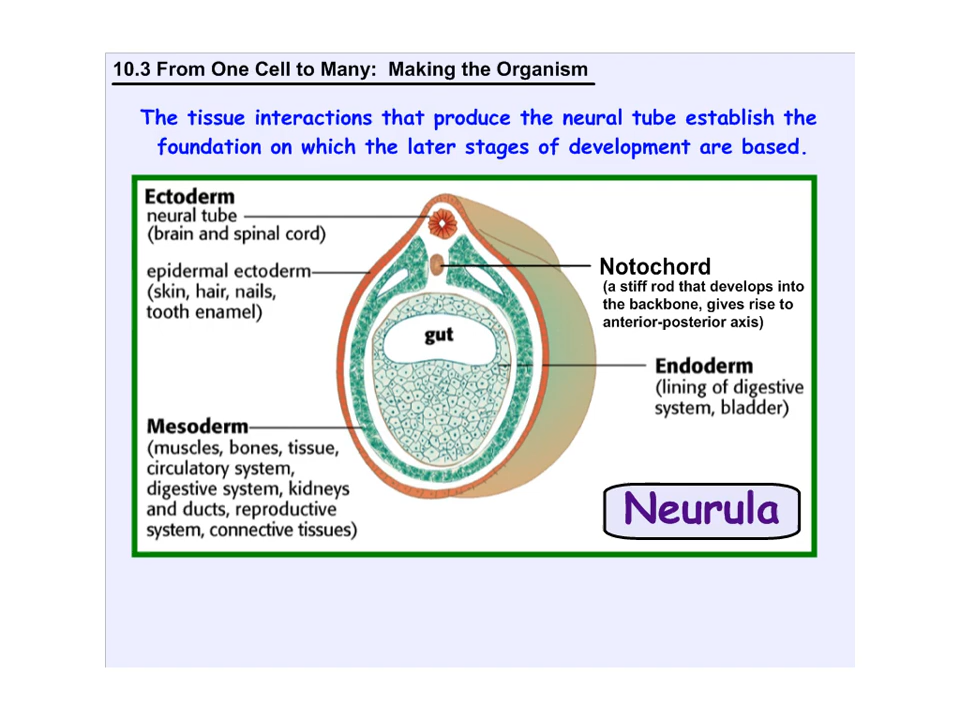 10.3 From One Cell to Many:  Making the Organism
The tissue interactions that produce the neural tube establish the
foundation on which the later stages of development are based.
Ectoderm
neural tube
(brain and spinal cord)
epidermal ectoderm
(skin, hair, nails,
tooth enamel)
Notochord
(a stiff rod that develops into
the backbone, gives rise to
anterior-posterior axis)
gut
Endoderm
(lining of digestive
system, bladder)
Mesoderm
(muscles, bones, tissue,
circulatory system,
digestive system, kidneys
and ducts, reproductive
system, connective tissues)
Neurula